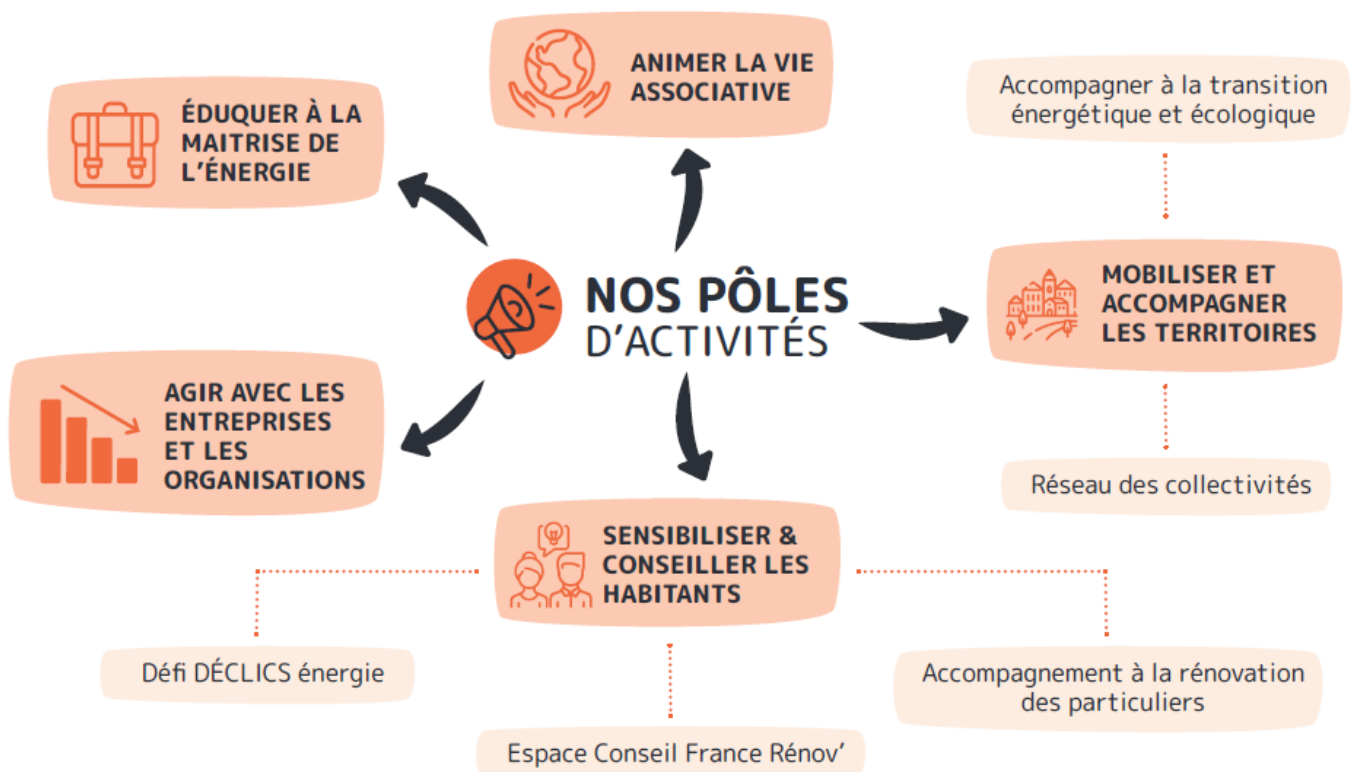 ANIMER LA VIE
ASSOCIATIVE
ÉDUQUER À LA
MAITRISE DE
L'ÉNERGIE
Accompagner à la transition
énergétique et écologique
NOS PÔLES
D'ACTIVITÉS
MOBILISER ET
ACCOMPAGNER
LES TERRITOIRES
AGIR AVEC LES
ENTREPRISES
ET LES
ORGANISATIONS
Réseau des collectivités
SENSIBILISER &
CONSEILLER LES
HABITANTS
Défi DÉCLICS énergie
Espace Conseil France Rénov'
Accompagnement à la rénovation
des particuliers